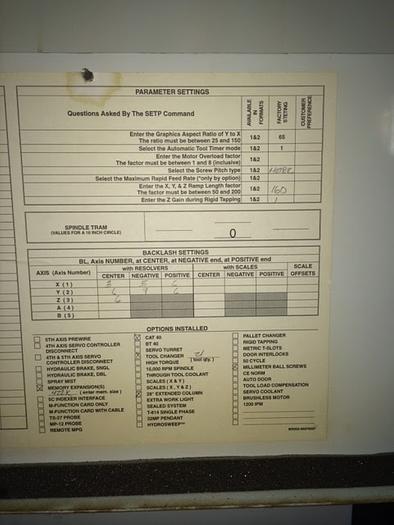 PARAMETER SETTINGS
Questions Asked By The SETP Command
AVAILABLE IN FORMATS
FACTORY SETTING
CUSTOMER PREFERENCE
Enter the Graphics Aspect Ratio of Y to X
The ratio must be between 25 and 150 1&2 65
Select the Automatic Tool Timer mode 1&2 1
Enter the Motor Overload factor
The factor must be between 1 and 8 (inclusive) 1&2
Select the Screw Pitch type 1&2
Select the Maximum Rapid Feed Rate (*only by option) 1&2
Enter the X, Y, & Z Ramp Length factor
The factor must be between 50 and 200 1&2 160
Enter the Z Gain during Rigid Tapping 1&2 1
SPINDLE TRAM
(VALUES FOR A 10 INCH CIRCLE) 0
BACKLASH SETTINGS
BL, Axis NUMBER, at CENTER, at NEGATIVE end, at POSITIVE end
AXIS (Axis Number) with RESOLVERS with SCALES SCALE OFFSETS
CENTER NEGATIVE POSITIVE CENTER NEGATIVE POSITIVE
X (1)
Y (2)
Z (3) 6
A (4)
B (5)
OPTIONS INSTALLED
5TH AXIS PREWIRE
4TH AXIS SERVO CONTROLLER
DISCONNECT
4TH & 5TH AXIS SERVO
CONTROLLER DISCONNECT
HYDRAULIC BRAKE, SNGL
HYDRAULIC BRAKE, DBL
SPRAY MIST
MEMORY EXPANSION(S)
(enter mem. size)
5C INDEXER INTERFACE
M-FUNCTION CARD ONLY
M-FUNCTION CARD WITH CABLE
TS-27 PROBE
MP-12 PROBE
REMOTE MPG
CAT 40
BT 40
SERVO TURRET
TOOL CHANGER 21 (tool qty.)
HIGH TORQUE
15,000 RPM SPINDLE
THROUGH TOOL COOLANT
SCALES (X & Y)
SCALES (X, Y & Z)
28" EXTENDED COLUMN
EXTRA WORK LIGHT
SEALED SYSTEM
T-814 SINGLE PHASE
32MP PENDANT
HYDROSWEEP™
PALLET CHANGER
RIGID TAPPING
METRIC T-SLOTS
DOOR INTERLOCKS
50 CYCLE
MILLIMETER BALL SCREWS
CE NORM
AUTO DOOR
TOOL LOAD COMPENSATION
SERVO COOLANT
BRUSHLESS MOTOR
1200 IPM